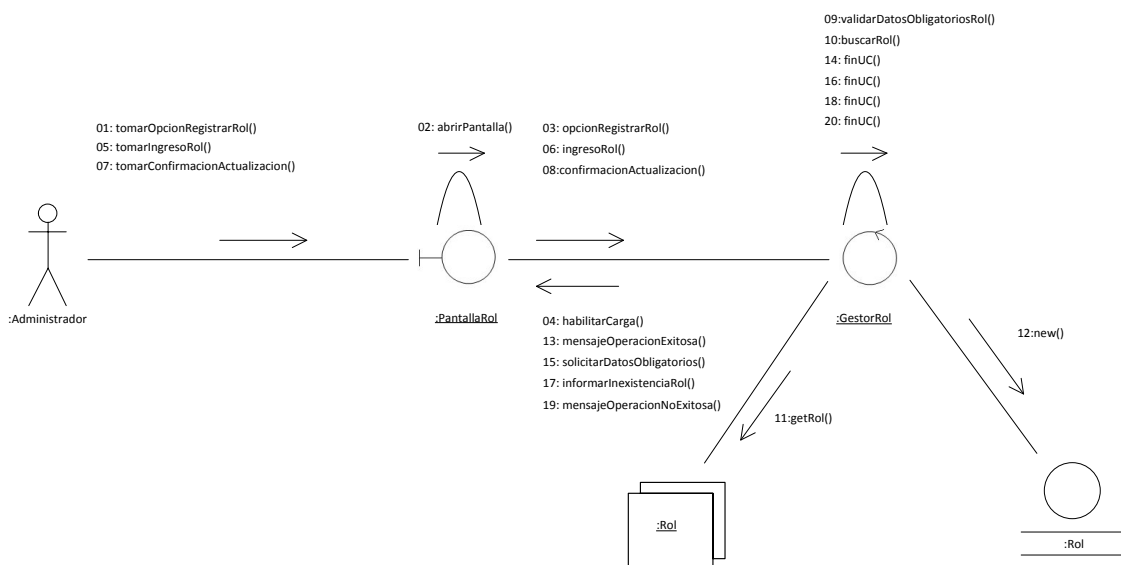 09:validarDatosObligatoriosRol()
10:buscarRol()
14: finUC()
16: finUC()
18: finUC()
20: finUC()
01: tomarOpcionRegistrarRol()
05: tomarIngresoRol()
07: tomarConfirmacionActualizacion()
02: abrirPantalla()
03: opcionRegistrarRol()
06: ingresoRol()
08:confirmacionActualizacion()
:Administrador
:PantallaRol
:GestorRol
04: habilitarCarga()
13: mensajeOperacionExitosa()
15: solicitarDatosObligatorios()
17: informarInexistenciaRol()
19: mensajeOperacionNoExitosa()
12:new()
11:getRol()
:Rol
:Rol